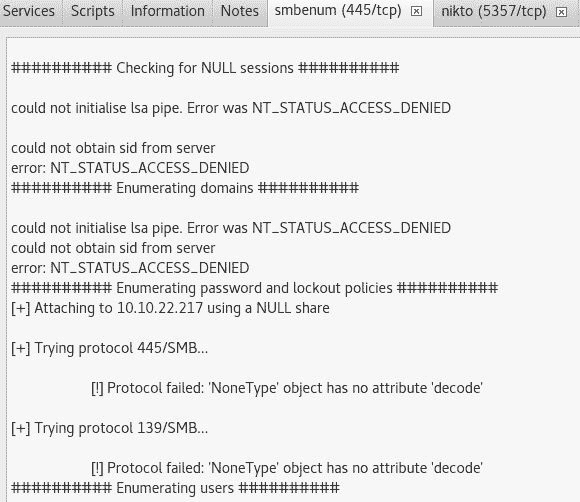 Services Scripts Information Notes smbenum (445/tcp) nikto (5357/tcp)
########## Checking for NULL sessions ##########
could not initialise lsa pipe. Error was NT_STATUS_ACCESS_DENIED
could not obtain sid from server
error: NT_STATUS_ACCESS_DENIED
########## Enumerating domains ##########
could not initialise lsa pipe. Error was NT_STATUS_ACCESS_DENIED
could not obtain sid from server
error: NT_STATUS_ACCESS_DENIED
########## Enumerating password and lockout policies ##########
[+] Attaching to 10.10.22.217 using a NULL share
[+] Trying protocol 445/SMB...
[!] Protocol failed: 'NoneType' object has no attribute 'decode'
[+] Trying protocol 139/SMB...
[!] Protocol failed: 'NoneType' object has no attribute 'decode'
########## Enumerating users ##########